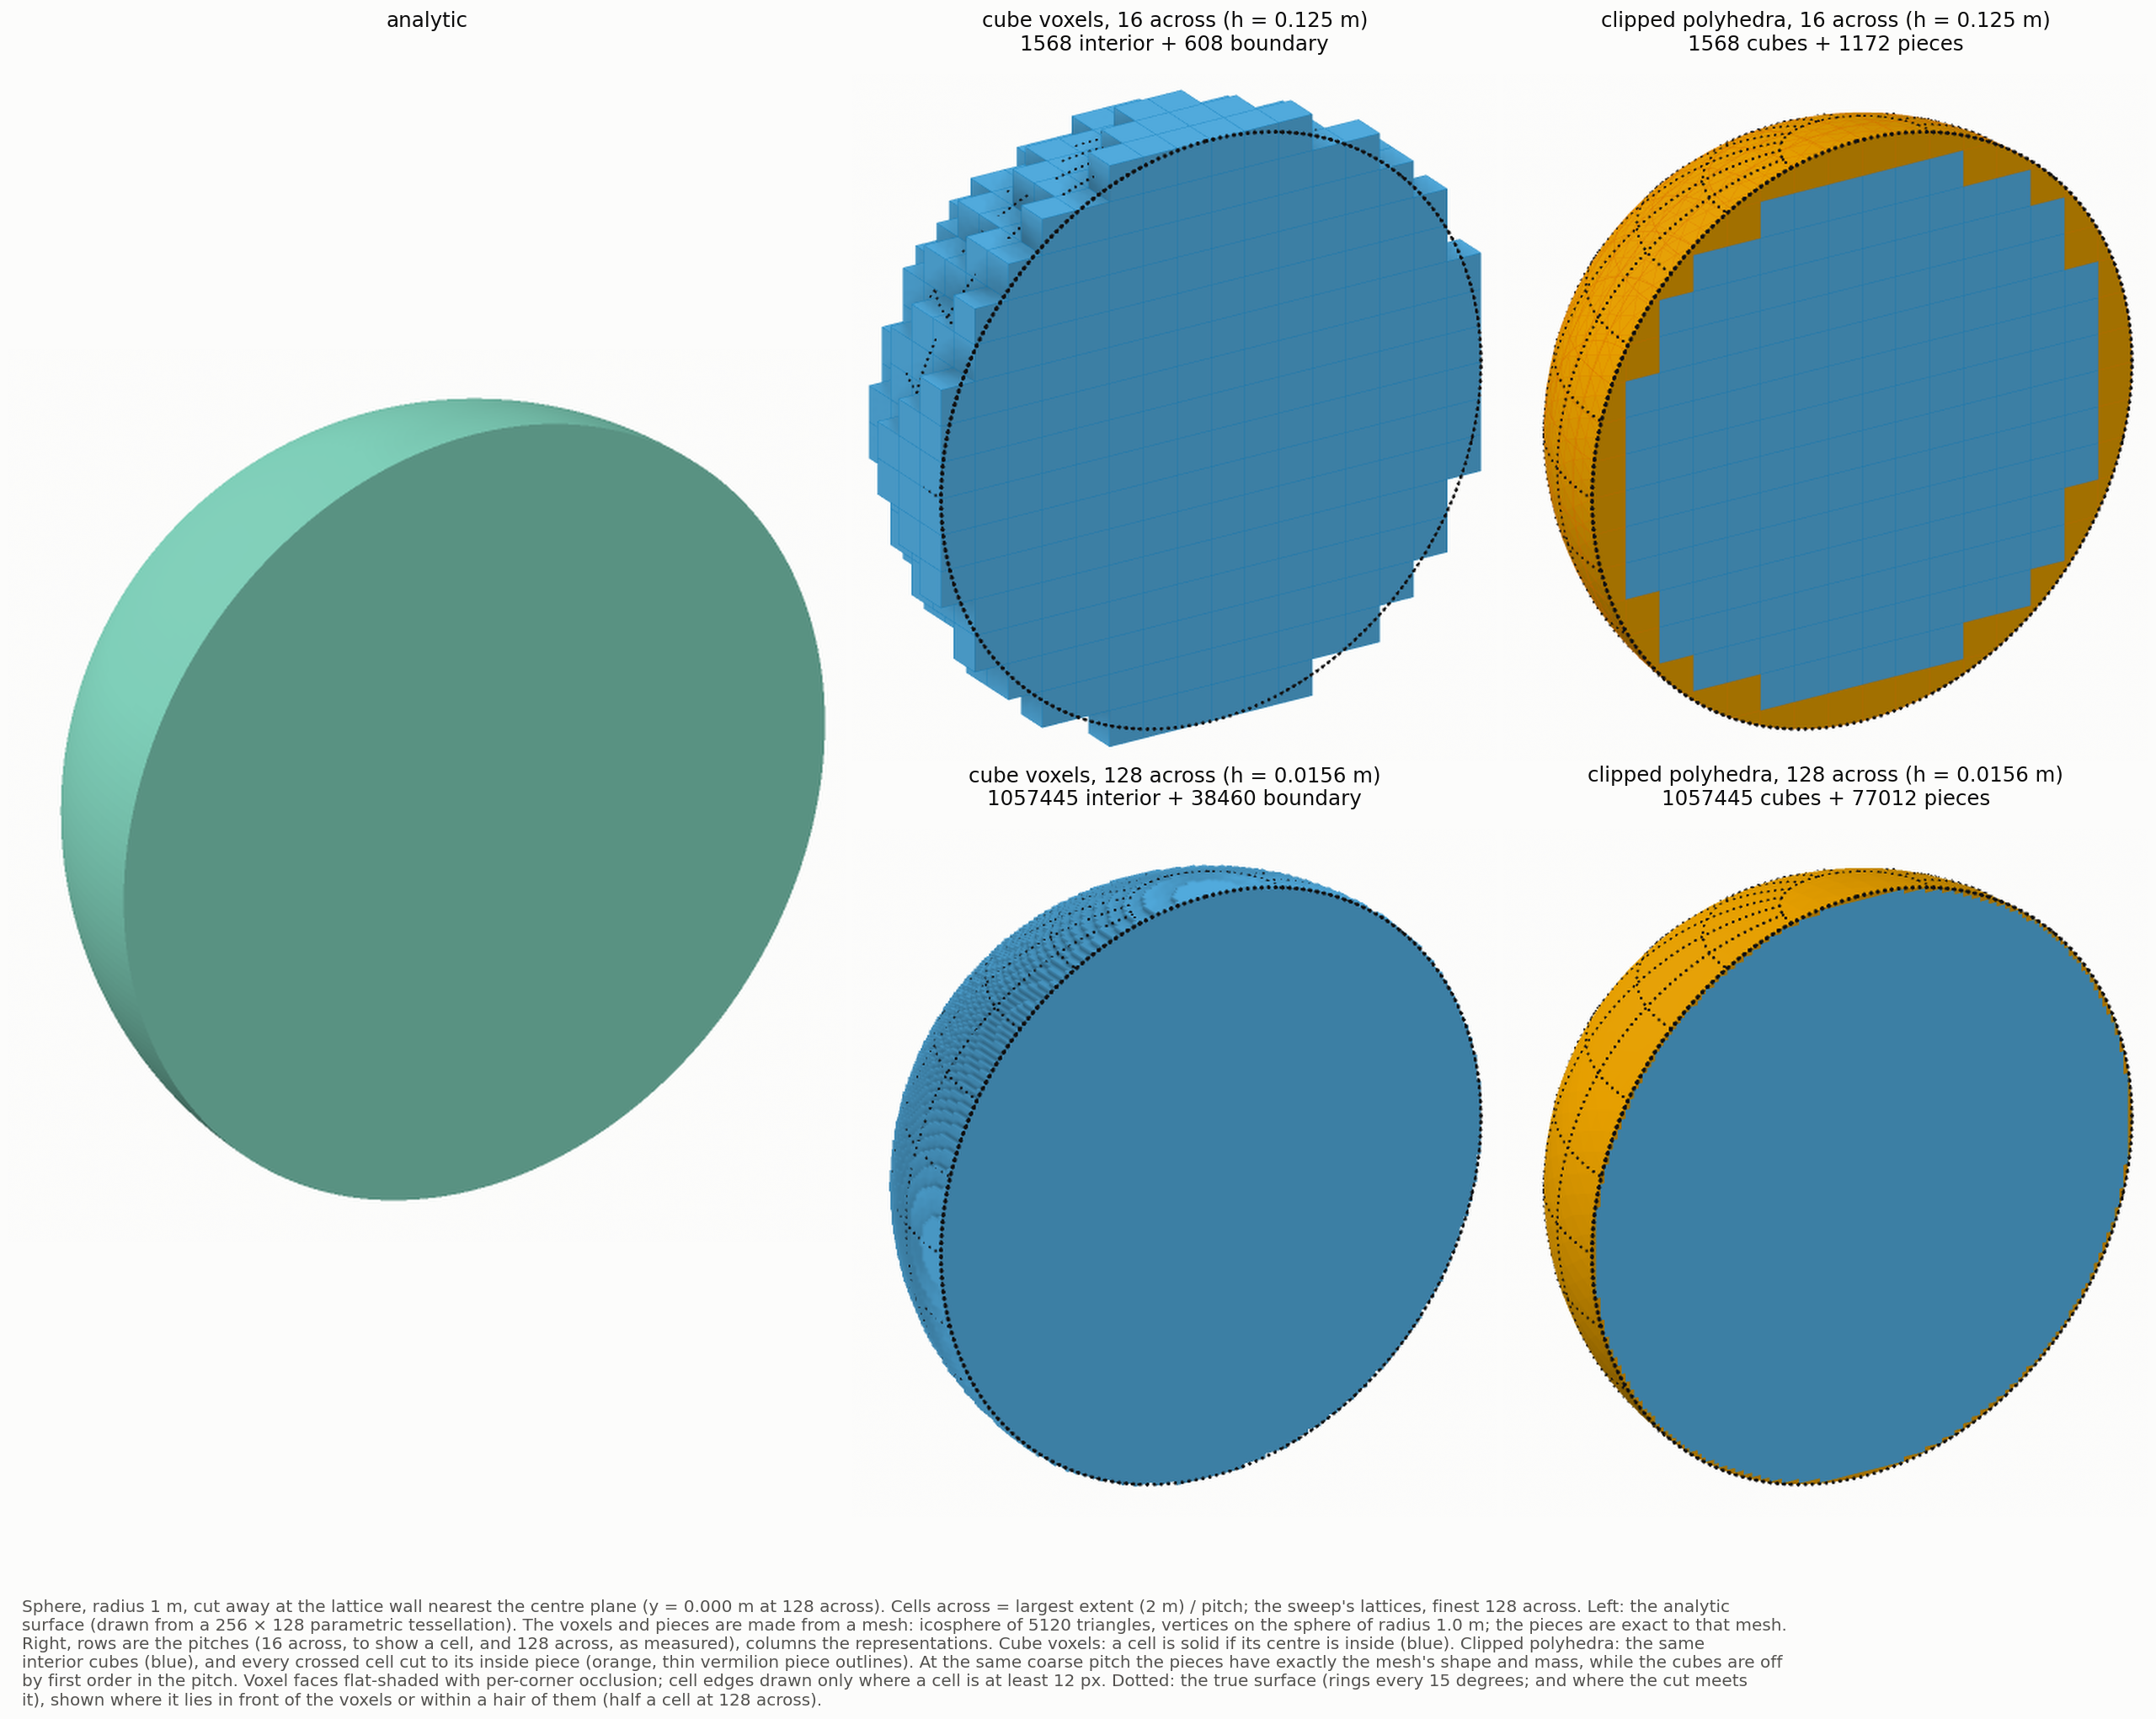 analytic
cube voxels, 16 across (h = 0.125 m)
1568 interior + 608 boundary
clipped polyhedra, 16 across (h = 0.125 m)
1568 cubes + 1172 pieces
cube voxels, 128 across (h = 0.0156 m)
1057445 interior + 38460 boundary
clipped polyhedra, 128 across (h = 0.0156 m)
1057445 cubes + 77012 pieces
Sphere, radius 1 m, cut away at the lattice wall nearest the centre plane (y = 0.000 m at 128 across). Cells across = largest extent (2 m) / pitch; the sweep's lattices, finest 128 across. Left: the analytic
surface (drawn from a 256 × 128 parametric tessellation). The voxels and pieces are made from a mesh: icosphere of 5120 triangles, vertices on the sphere of radius 1.0 m; the pieces are exact to that mesh.
Right, rows are the pitches (16 across, to show a cell, and 128 across, as measured), columns the representations. Cube voxels: a cell is solid if its centre is inside (blue). Clipped polyhedra: the same
interior cubes (blue), and every crossed cell cut to its inside piece (orange, thin vermilion piece outlines). At the same coarse pitch the pieces have exactly the mesh's shape and mass, while the cubes are off
by first order in the pitch. Voxel faces flat-shaded with per-corner occlusion; cell edges drawn only where a cell is at least 12 px. Dotted: the true surface (rings every 15 degrees; and where the cut meets
it), shown where it lies in front of the voxels or within a hair of them (half a cell at 128 across).